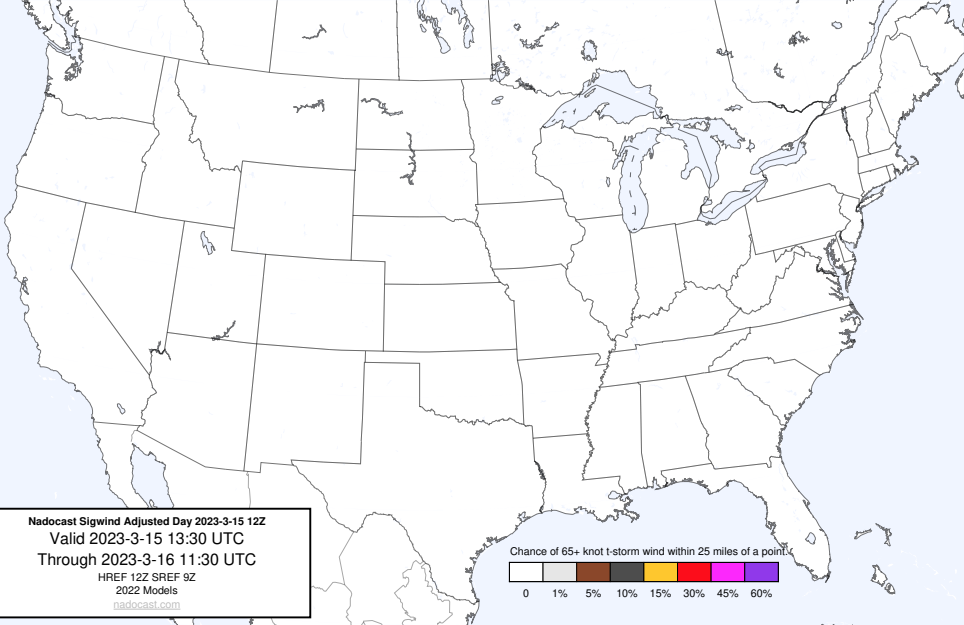 Nadocast Sigwind Adjusted Day 2023-3-15 12Z
Valid 2023-3-15 13:30 UTC
Through 2023-3-16 11:30 UTC
HREF 12Z SREF 9Z
2022 Models
nadocast.com
Chance of 65+ knot t-storm wind within 25 miles of a point.
0 1% 5% 10% 15% 30% 45% 60%